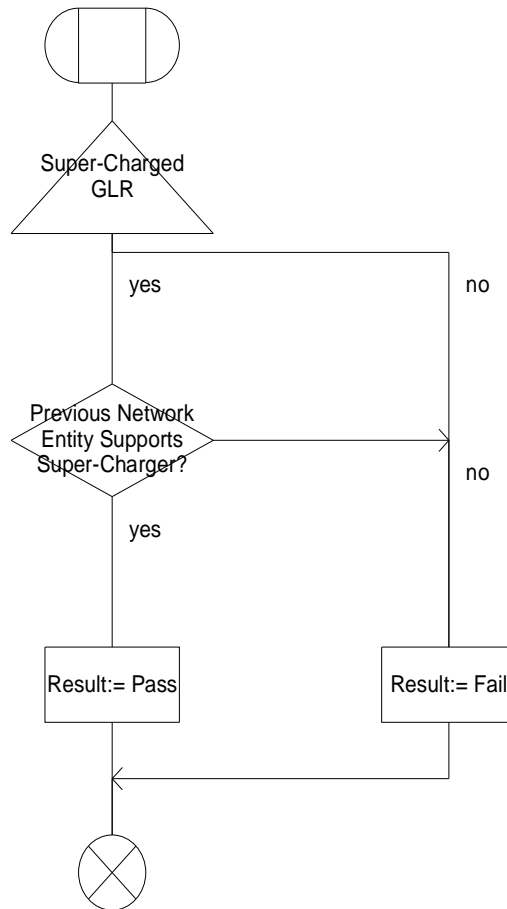 Super-Charged
GLR
yes
no
Previous Network
Entity Supports
Super-Charger?
no
yes
Result:= Pass
Result:= Fail